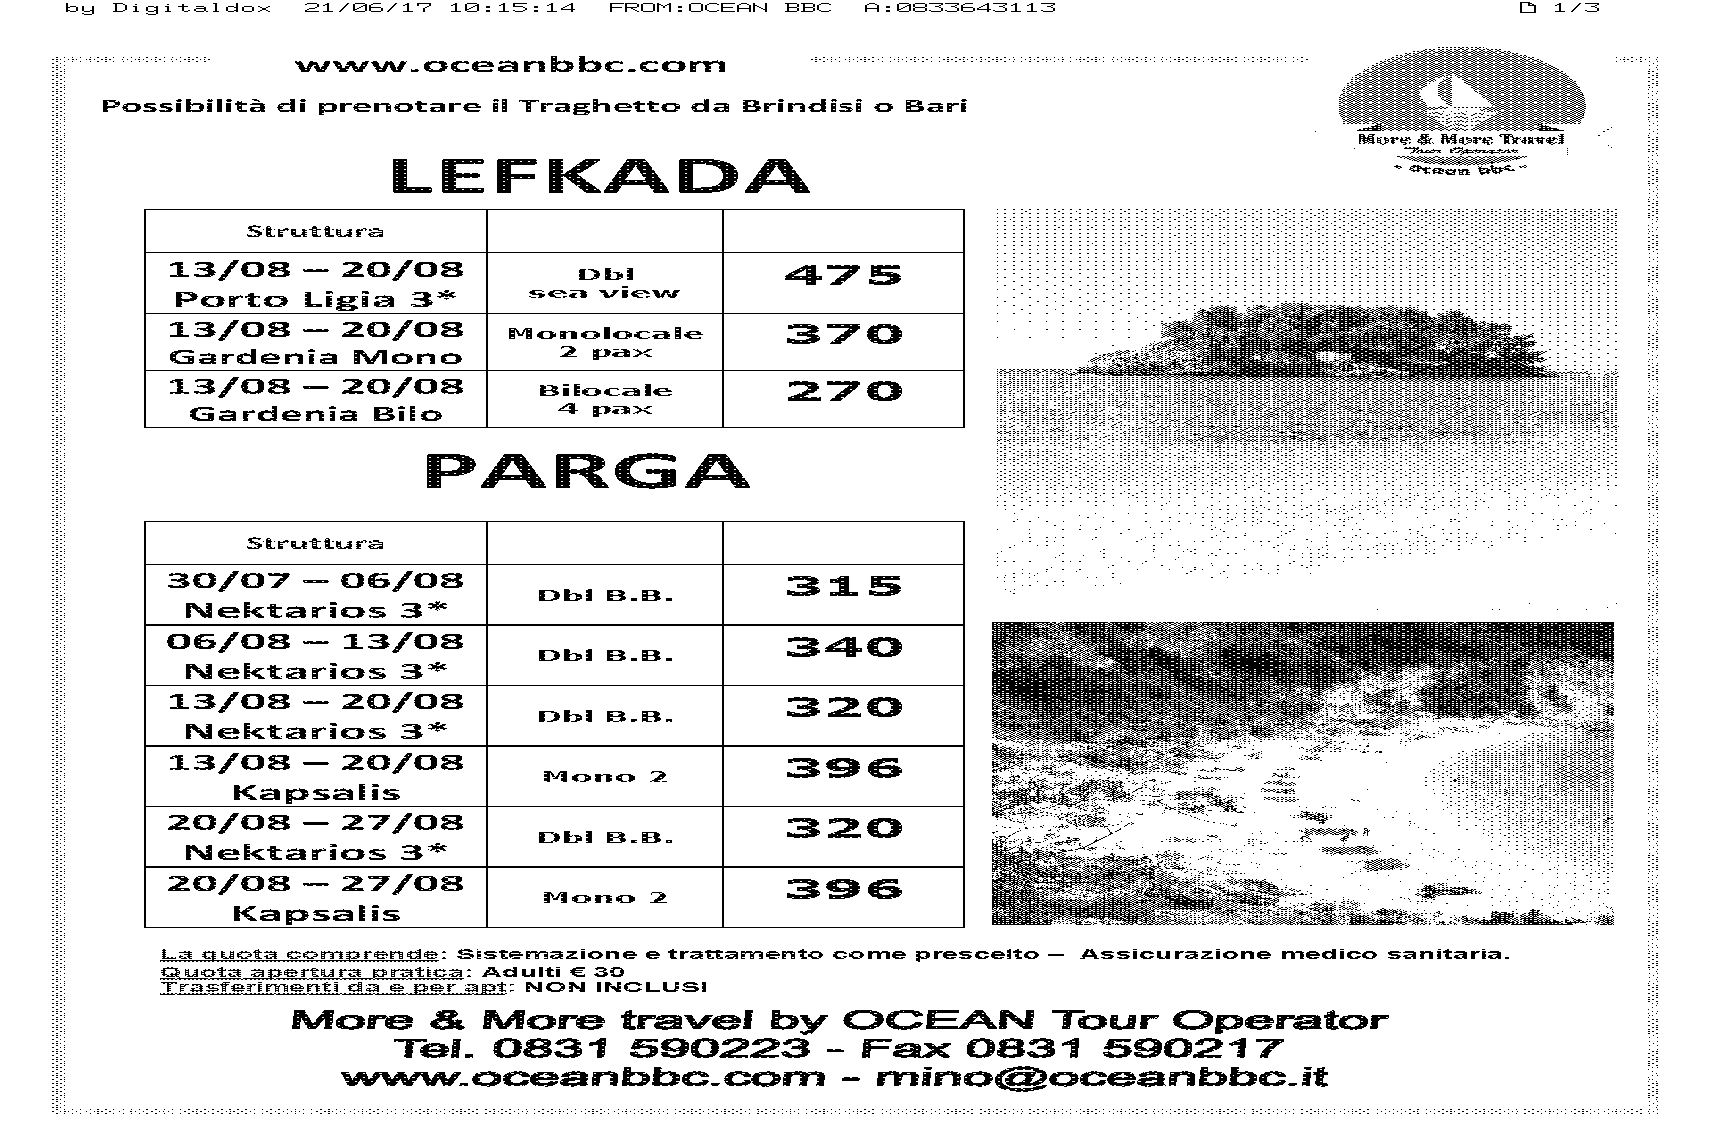 by Digitaldox 21/06/17 10:15:14 FROM:OCEAN BBC A:0833643113 1/3
www.oceanbbc.com
Possibilità di prenotare il Traghetto da Brindisi o Bari
More & More Travel
Tour Operator
* Ocean bbc *
LEFKADA
Struttura
13/08 – 20/08
Porto Ligia 3*
Dbl
sea view
475
13/08 – 20/08
Gardenia Mono
Monolocale
2 pax
370
13/08 – 20/08
Gardenia Bilo
Bilocale
4 pax
270
PARGA
Struttura
30/07 – 06/08
Nektarios 3*
Dbl B.B.
315
06/08 – 13/08
Nektarios 3*
Dbl B.B.
340
13/08 – 20/08
Nektarios 3*
Dbl B.B.
320
13/08 – 20/08
Kapsalis
Mono 2
396
20/08 – 27/08
Nektarios 3*
Dbl B.B.
320
20/08 – 27/08
Kapsalis
Mono 2
396
La quota comprende: Sistemazione e trattamento come prescelto – Assicurazione medico sanitaria.
Quota apertura pratica: Adulti € 30
Trasferimenti da e per apt: NON INCLUSI
More & More travel by OCEAN Tour Operator
Tel. 0831 590223 - Fax 0831 590217
www.oceanbbc.com - mino@oceanbbc.it